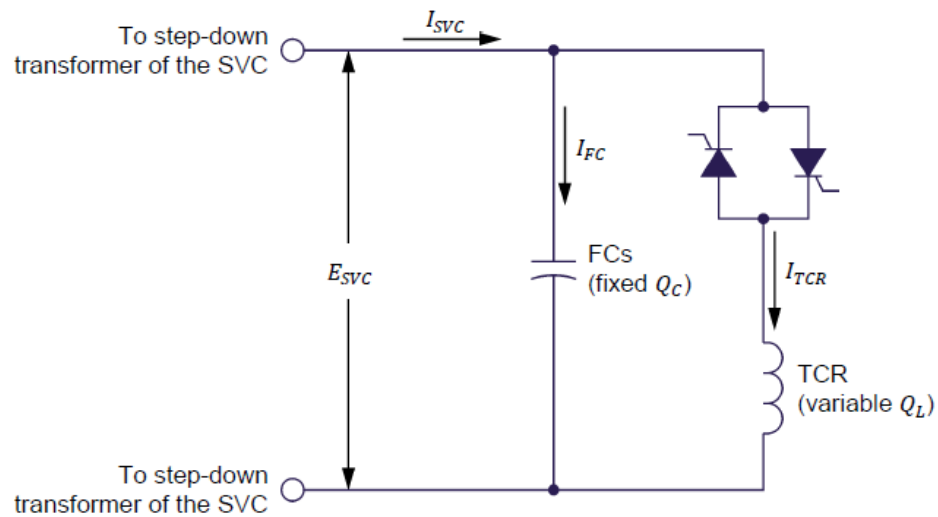 I_SVC
To step-down
transformer of the SVC
I_FC
E_SVC
FCs
(fixed Q_C)
I_TCR
TCR
(variable Q_L)
To step-down
transformer of the SVC